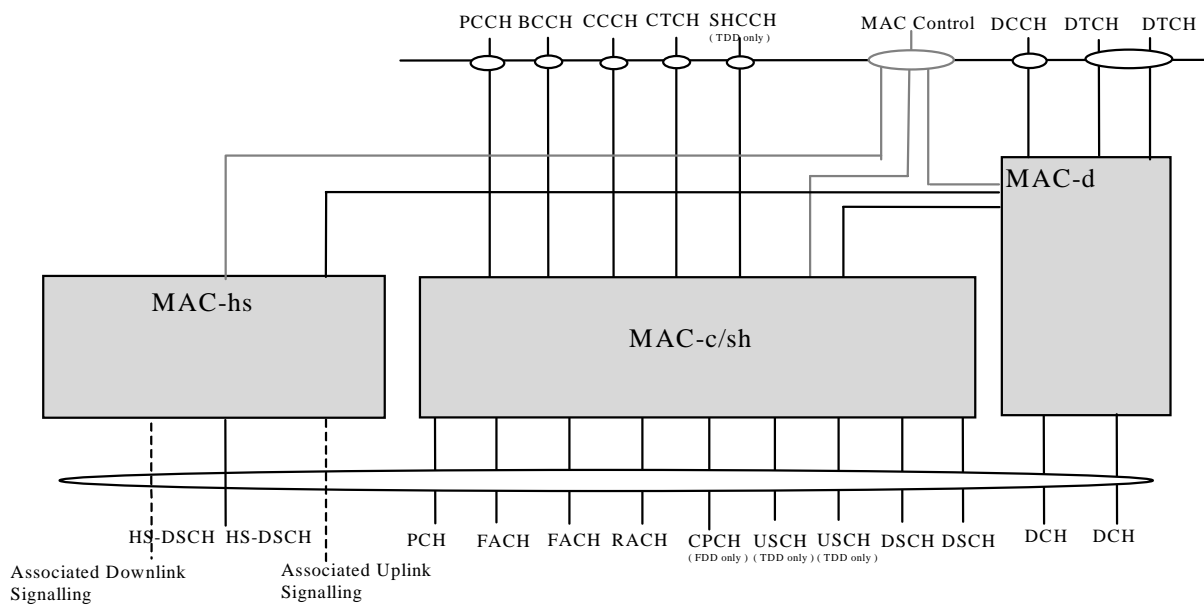 PCCH BCCH CCCH CTCH SHCCH MAC Control DCCH DTCH DTCH
( TDD only )
MAC-d
MAC-hs
MAC-c/sh
HS-DSCH HS-DSCH PCH FACH FACH RACH CPCH USCH USCH DSCH DSCH DCH DCH
( FDD only ) ( TDD only ) ( TDD only )
Associated Downlink
Signalling
Associated Uplink
Signalling